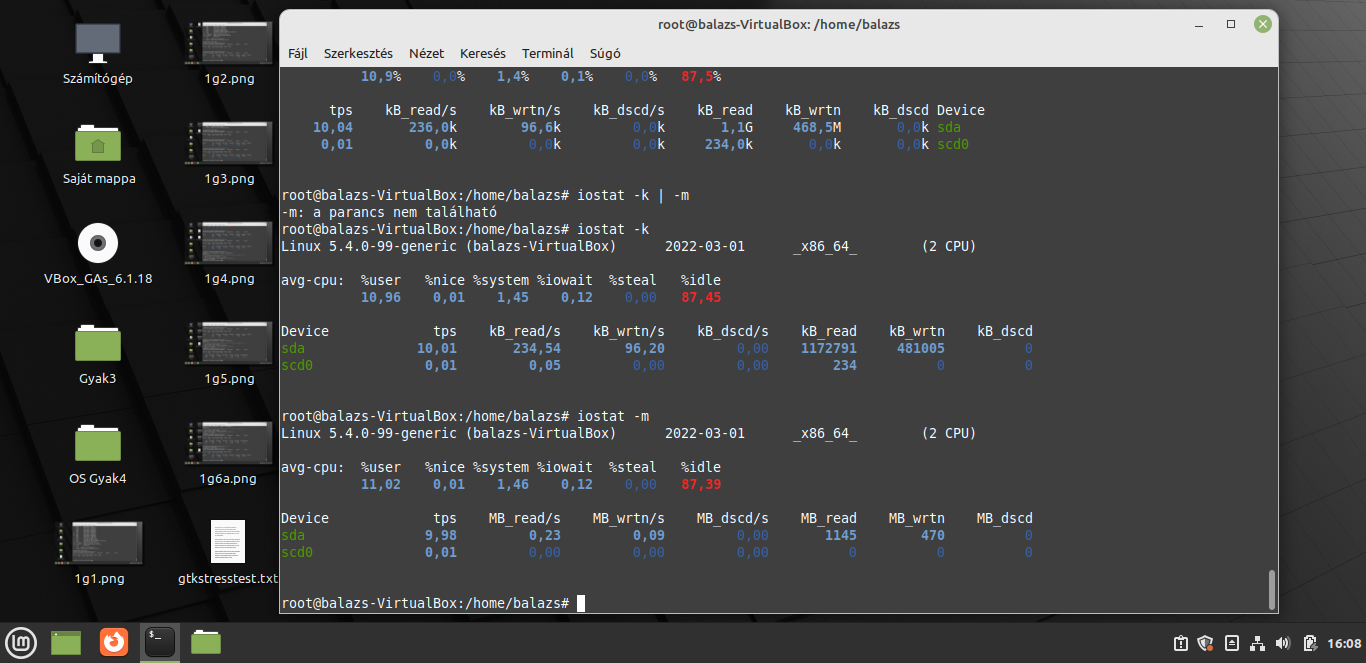 Számítógép
1g2.png
Saját mappa
1g3.png
VBox_GAs_6.1.18
1g4.png
Gyak3
1g5.png
OS Gyak4
1g6a.png
1g1.png
gtkstresstest.txt
root@balazs-VirtualBox: /home/balazs
Fájl Szerkesztés Nézet Keresés Terminál Súgó
10,9% 0,0% 1,4% 0,1% 0,0% 87,5%
tps kB_read/s kB_wrtn/s kB_dscd/s kB_read kB_wrtn kB_dscd Device
10,04 236,0k 96,6k 0,0k 1,1G 468,5M 0,0k sda
0,01 0,0k 0,0k 0,0k 234,0k 0,0k 0,0k scd0
root@balazs-VirtualBox:/home/balazs# iostat -k | -m
-m: a parancs nem található
root@balazs-VirtualBox:/home/balazs# iostat -k
Linux 5.4.0-99-generic (balazs-VirtualBox) 2022-03-01 _x86_64_ (2 CPU)
avg-cpu: %user %nice %system %iowait %steal %idle
10,96 0,01 1,45 0,12 0,00 87,45
Device tps kB_read/s kB_wrtn/s kB_dscd/s kB_read kB_wrtn kB_dscd
sda 10,01 234,54 96,20 0,00 1172791 481005 0
scd0 0,01 0,05 0,00 0,00 234 0 0
root@balazs-VirtualBox:/home/balazs# iostat -m
Linux 5.4.0-99-generic (balazs-VirtualBox) 2022-03-01 _x86_64_ (2 CPU)
avg-cpu: %user %nice %system %iowait %steal %idle
11,02 0,01 1,46 0,12 0,00 87,39
Device tps MB_read/s MB_wrtn/s MB_dscd/s MB_read MB_wrtn MB_dscd
sda 9,98 0,23 0,09 0,00 1145 470 0
scd0 0,01 0,00 0,00 0,00 0 0 0
root@balazs-VirtualBox:/home/balazs#
16:08